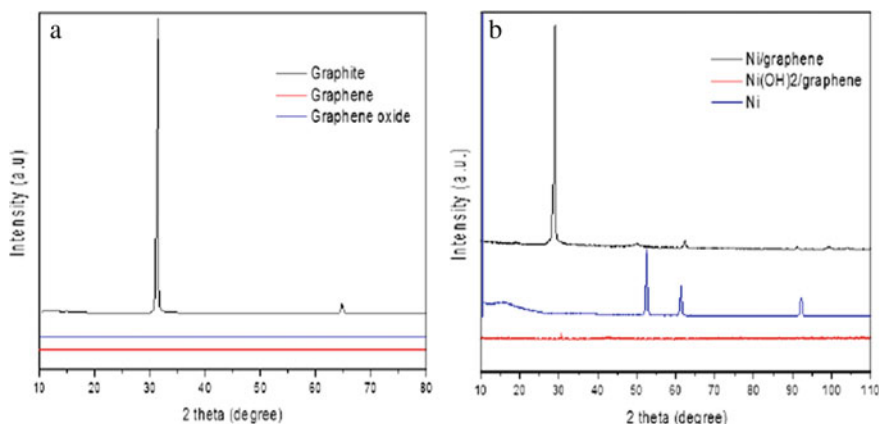 a
Graphite
Graphene
Graphene oxide
Intensity (a.u)
10 20 30 40 50 60 70 80
2 theta (degree)
b
Ni/graphene
Ni(OH)2/graphene
Ni
Intensity (a.u.)
10 20 30 40 50 60 70 80 90 100 110
2 theta (degree)